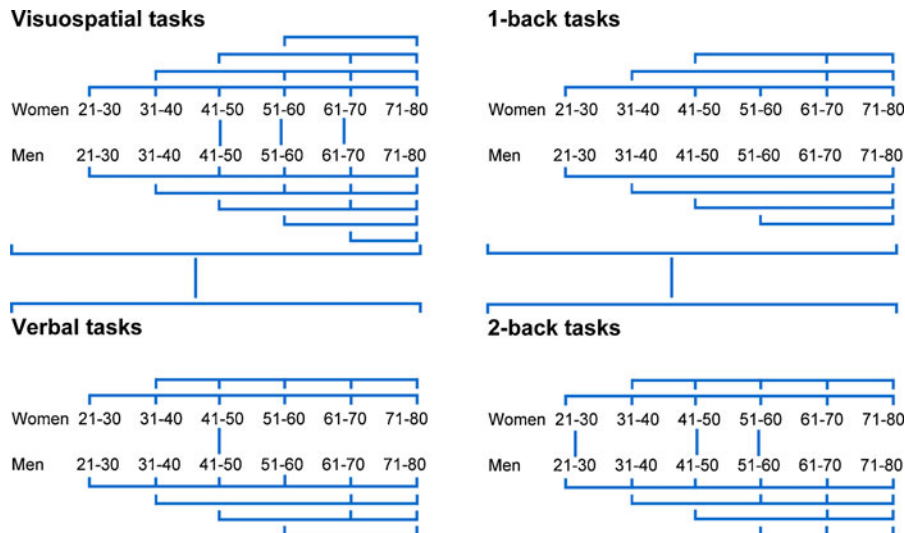 Visuospatial tasks
Women 21-30 31-40 41-50 51-60 61-70 71-80
Men 21-30 31-40 41-50 51-60 61-70 71-80
Verbal tasks
Women 21-30 31-40 41-50 51-60 61-70 71-80
Men 21-30 31-40 41-50 51-60 61-70 71-80
1-back tasks
Women 21-30 31-40 41-50 51-60 61-70 71-80
Men 21-30 31-40 41-50 51-60 61-70 71-80
2-back tasks
Women 21-30 31-40 41-50 51-60 61-70 71-80
Men 21-30 31-40 41-50 51-60 61-70 71-80